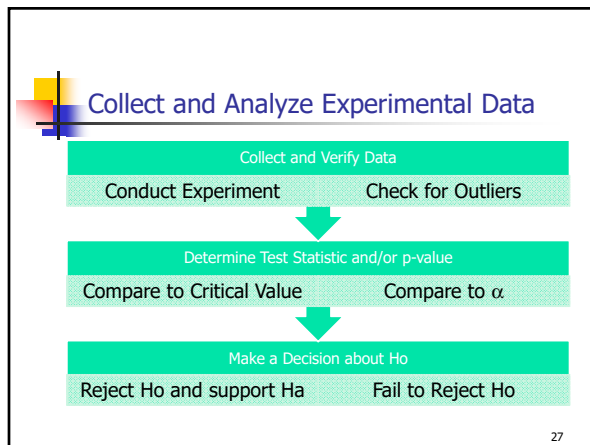 Collect and Analyze Experimental Data
Collect and Verify Data
Conduct Experiment Check for Outliers
Determine Test Statistic and/or p-value
Compare to Critical Value Compare to α
Make a Decision about Ho
Reject Ho and support Ha Fail to Reject Ho
27